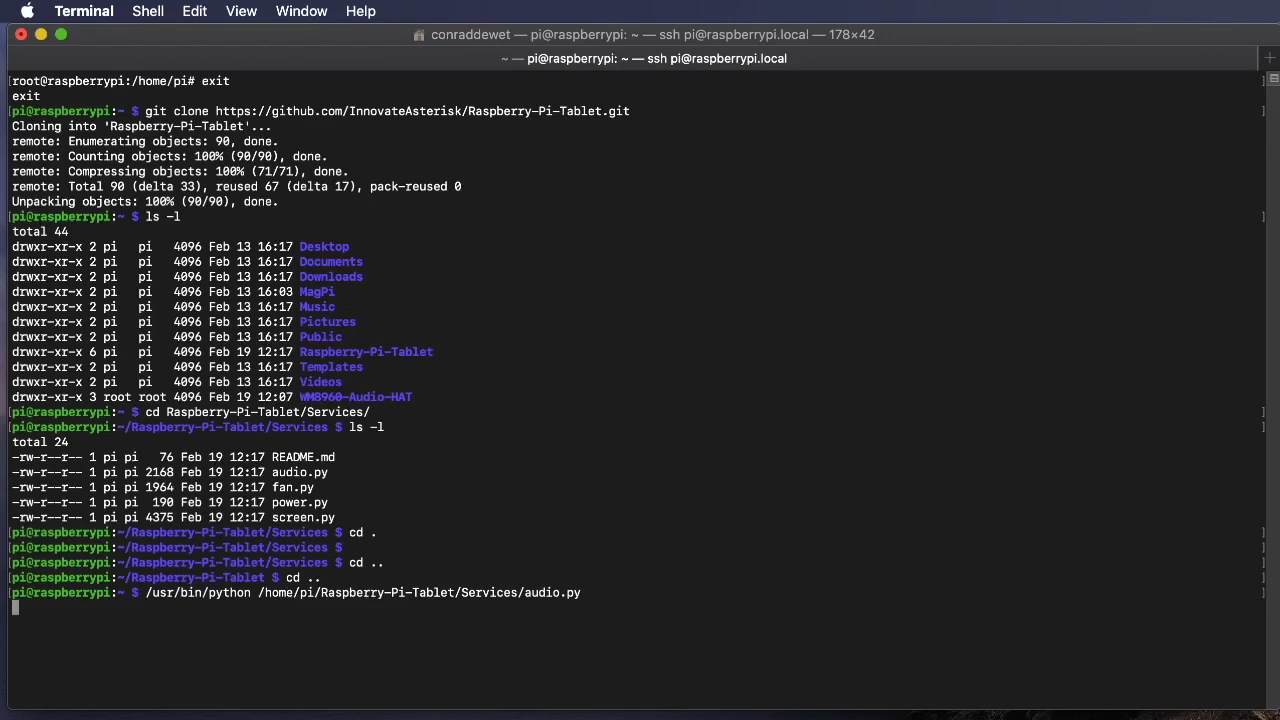 Terminal Shell Edit View Window Help
conraddewet — pi@raspberrypi: ~ — ssh pi@raspberrypi.local — 178×42
~ — pi@raspberrypi: ~ — ssh pi@raspberrypi.local
[root@raspberrypi:/home/pi# exit ]
exit
[pi@raspberrypi:~ $ git clone https://github.com/InnovateAsterisk/Raspberry-Pi-Tablet.git ]
Cloning into 'Raspberry-Pi-Tablet'...
remote: Enumerating objects: 90, done.
remote: Counting objects: 100% (90/90), done.
remote: Compressing objects: 100% (71/71), done.
remote: Total 90 (delta 33), reused 67 (delta 17), pack-reused 0
Unpacking objects: 100% (90/90), done.
[pi@raspberrypi:~ $ ls -l ]
total 44
drwxr-xr-x 2 pi   pi   4096 Feb 13 16:17 Desktop
drwxr-xr-x 2 pi   pi   4096 Feb 13 16:17 Documents
drwxr-xr-x 2 pi   pi   4096 Feb 13 16:17 Downloads
drwxr-xr-x 2 pi   pi   4096 Feb 13 16:03 MagPi
drwxr-xr-x 2 pi   pi   4096 Feb 13 16:17 Music
drwxr-xr-x 2 pi   pi   4096 Feb 13 16:17 Pictures
drwxr-xr-x 2 pi   pi   4096 Feb 13 16:17 Public
drwxr-xr-x 6 pi   pi   4096 Feb 19 12:17 Raspberry-Pi-Tablet
drwxr-xr-x 2 pi   pi   4096 Feb 13 16:17 Templates
drwxr-xr-x 2 pi   pi   4096 Feb 13 16:17 Videos
drwxr-xr-x 3 root root 4096 Feb 19 12:07 WM8960-Audio-HAT
[pi@raspberrypi:~ $ cd Raspberry-Pi-Tablet/Services/ ]
[pi@raspberrypi:~/Raspberry-Pi-Tablet/Services $ ls -l ]
total 24
-rw-r--r-- 1 pi pi   76 Feb 19 12:17 README.md
-rw-r--r-- 1 pi pi 2168 Feb 19 12:17 audio.py
-rw-r--r-- 1 pi pi 1964 Feb 19 12:17 fan.py
-rw-r--r-- 1 pi pi  190 Feb 19 12:17 power.py
-rw-r--r-- 1 pi pi 4375 Feb 19 12:17 screen.py
[pi@raspberrypi:~/Raspberry-Pi-Tablet/Services $ cd . ]
[pi@raspberrypi:~/Raspberry-Pi-Tablet/Services $ ]
[pi@raspberrypi:~/Raspberry-Pi-Tablet/Services $ cd .. ]
[pi@raspberrypi:~/Raspberry-Pi-Tablet $ cd .. ]
[pi@raspberrypi:~ $ /usr/bin/python /home/pi/Raspberry-Pi-Tablet/Services/audio.py ]